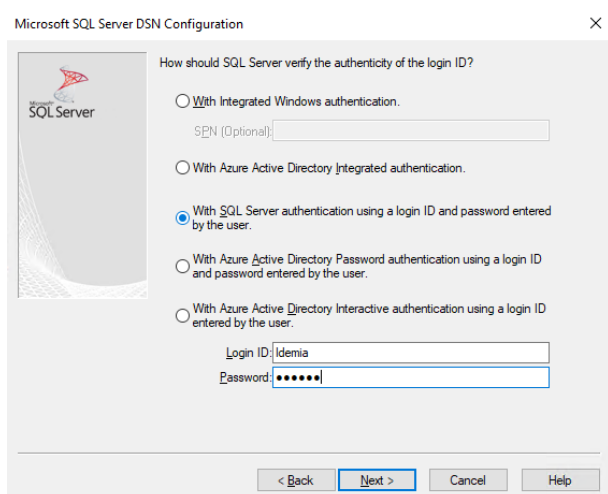 Microsoft SQL Server DSN Configuration
How should SQL Server verify the authenticity of the login ID?
Microsoft
SQL Server
With Integrated Windows authentication.
SPN (Optional):
With Azure Active Directory Integrated authentication.
With SQL Server authentication using a login ID and password entered
by the user.
With Azure Active Directory Password authentication using a login ID
and password entered by the user.
With Azure Active Directory Interactive authentication using a login ID
entered by the user.
Login ID: Idemia
Password: ●●●●●●
< Back Next > Cancel Help